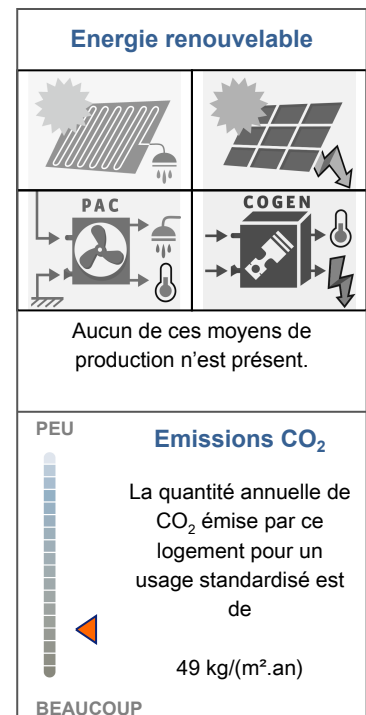 Energie renouvelable
PAC
COGEN
Aucun de ces moyens de
production n'est présent.
PEU
Emissions CO₂
La quantité annuelle de
CO₂ émise par ce
logement pour un
usage standardisé est
de
49 kg/(m².an)
BEAUCOUP